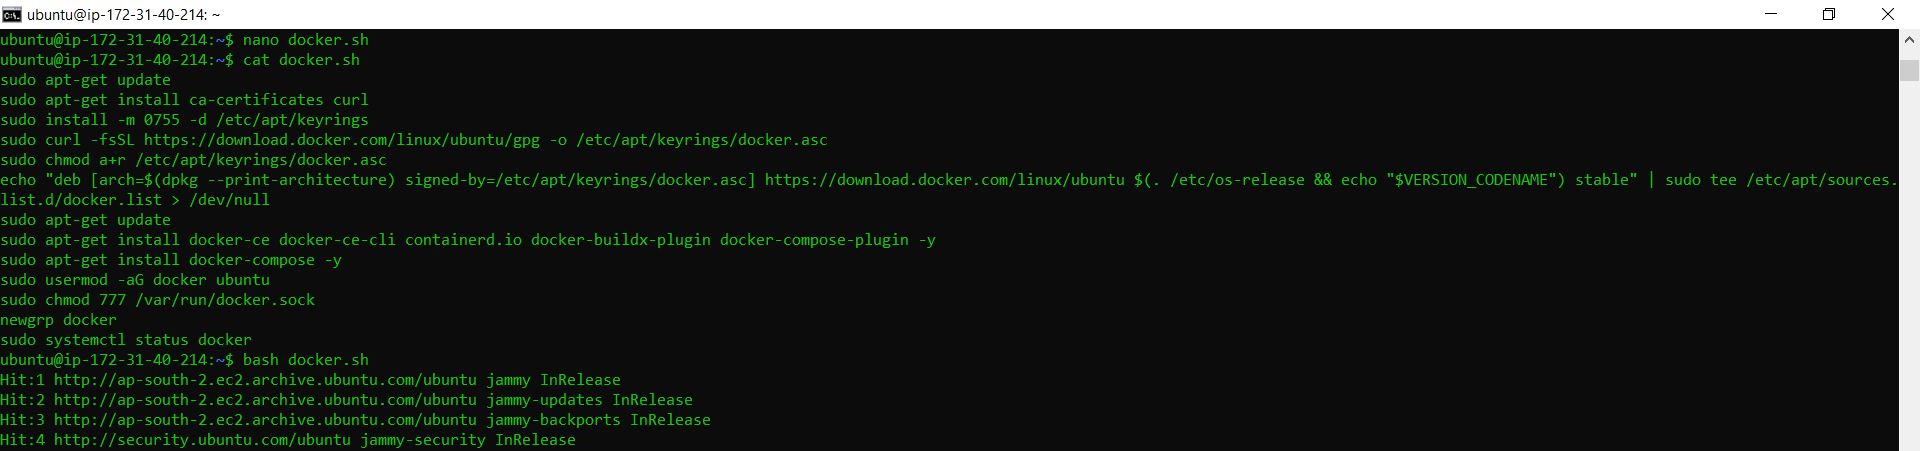 ubuntu@ip-172-31-40-214: ~
ubuntu@ip-172-31-40-214:~$ nano docker.sh
ubuntu@ip-172-31-40-214:~$ cat docker.sh
sudo apt-get update
sudo apt-get install ca-certificates curl
sudo install -m 0755 -d /etc/apt/keyrings
sudo curl -fsSL https://download.docker.com/linux/ubuntu/gpg -o /etc/apt/keyrings/docker.asc
sudo chmod a+r /etc/apt/keyrings/docker.asc
echo "deb [arch=$(dpkg --print-architecture) signed-by=/etc/apt/keyrings/docker.asc] https://download.docker.com/linux/ubuntu $(. /etc/os-release && echo "$VERSION_CODENAME") stable" | sudo tee /etc/apt/sources.
list.d/docker.list > /dev/null
sudo apt-get update
sudo apt-get install docker-ce docker-ce-cli containerd.io docker-buildx-plugin docker-compose-plugin -y
sudo apt-get install docker-compose -y
sudo usermod -aG docker ubuntu
sudo chmod 777 /var/run/docker.sock
newgrp docker
sudo systemctl status docker
ubuntu@ip-172-31-40-214:~$ bash docker.sh
Hit:1 http://ap-south-2.ec2.archive.ubuntu.com/ubuntu jammy InRelease
Hit:2 http://ap-south-2.ec2.archive.ubuntu.com/ubuntu jammy-updates InRelease
Hit:3 http://ap-south-2.ec2.archive.ubuntu.com/ubuntu jammy-backports InRelease
Hit:4 http://security.ubuntu.com/ubuntu jammy-security InRelease